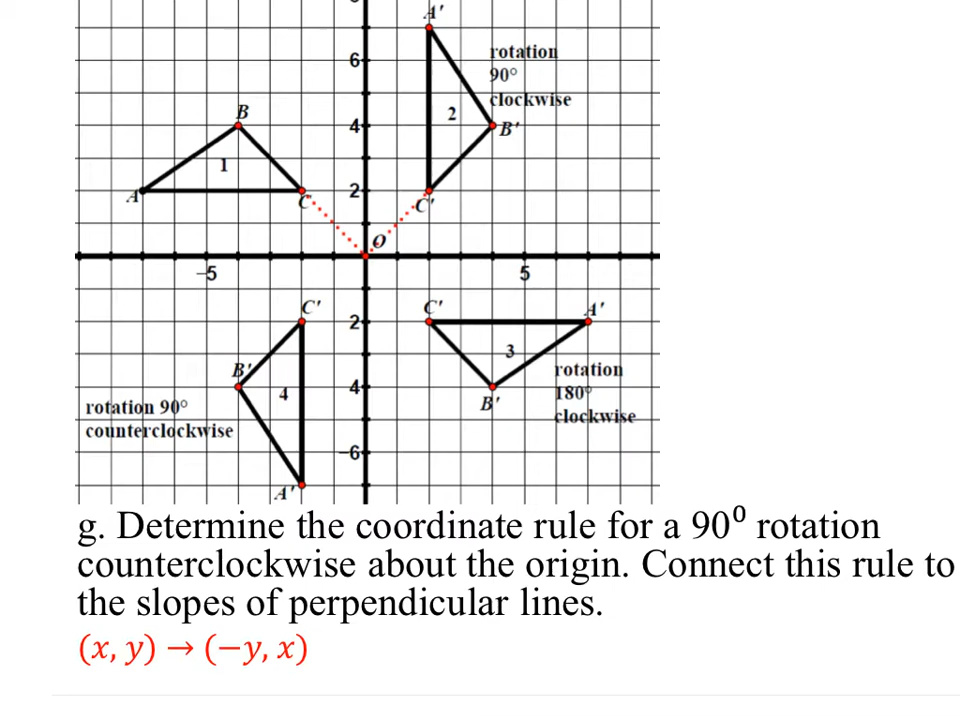 A'
6
rotation
90°
clockwise
B
2
4
B'
1
A
2
C
C'
O
-5
5
C'
2
C'
A'
3
B'
rotation
4
4
180°
B'
rotation 90°
clockwise
counterclockwise
-6
A'
g. Determine the coordinate rule for a 90⁰ rotation
counterclockwise about the origin. Connect this rule to
the slopes of perpendicular lines.
(x, y) → (−y, x)